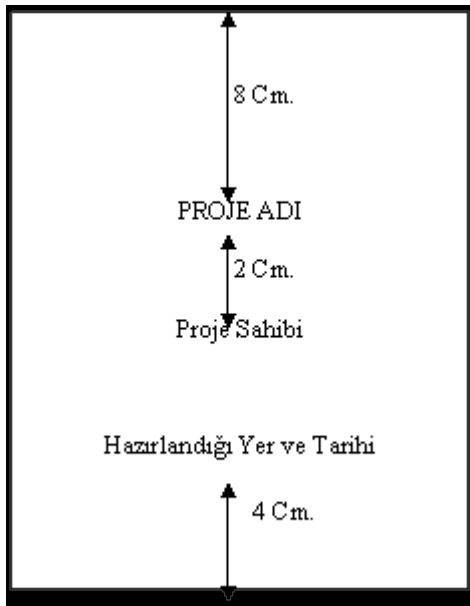 8 Cm.
PROJE ADI
2 Cm.
Proje Sahibi
Hazırlandığı Yer ve Tarihi
4 Cm.